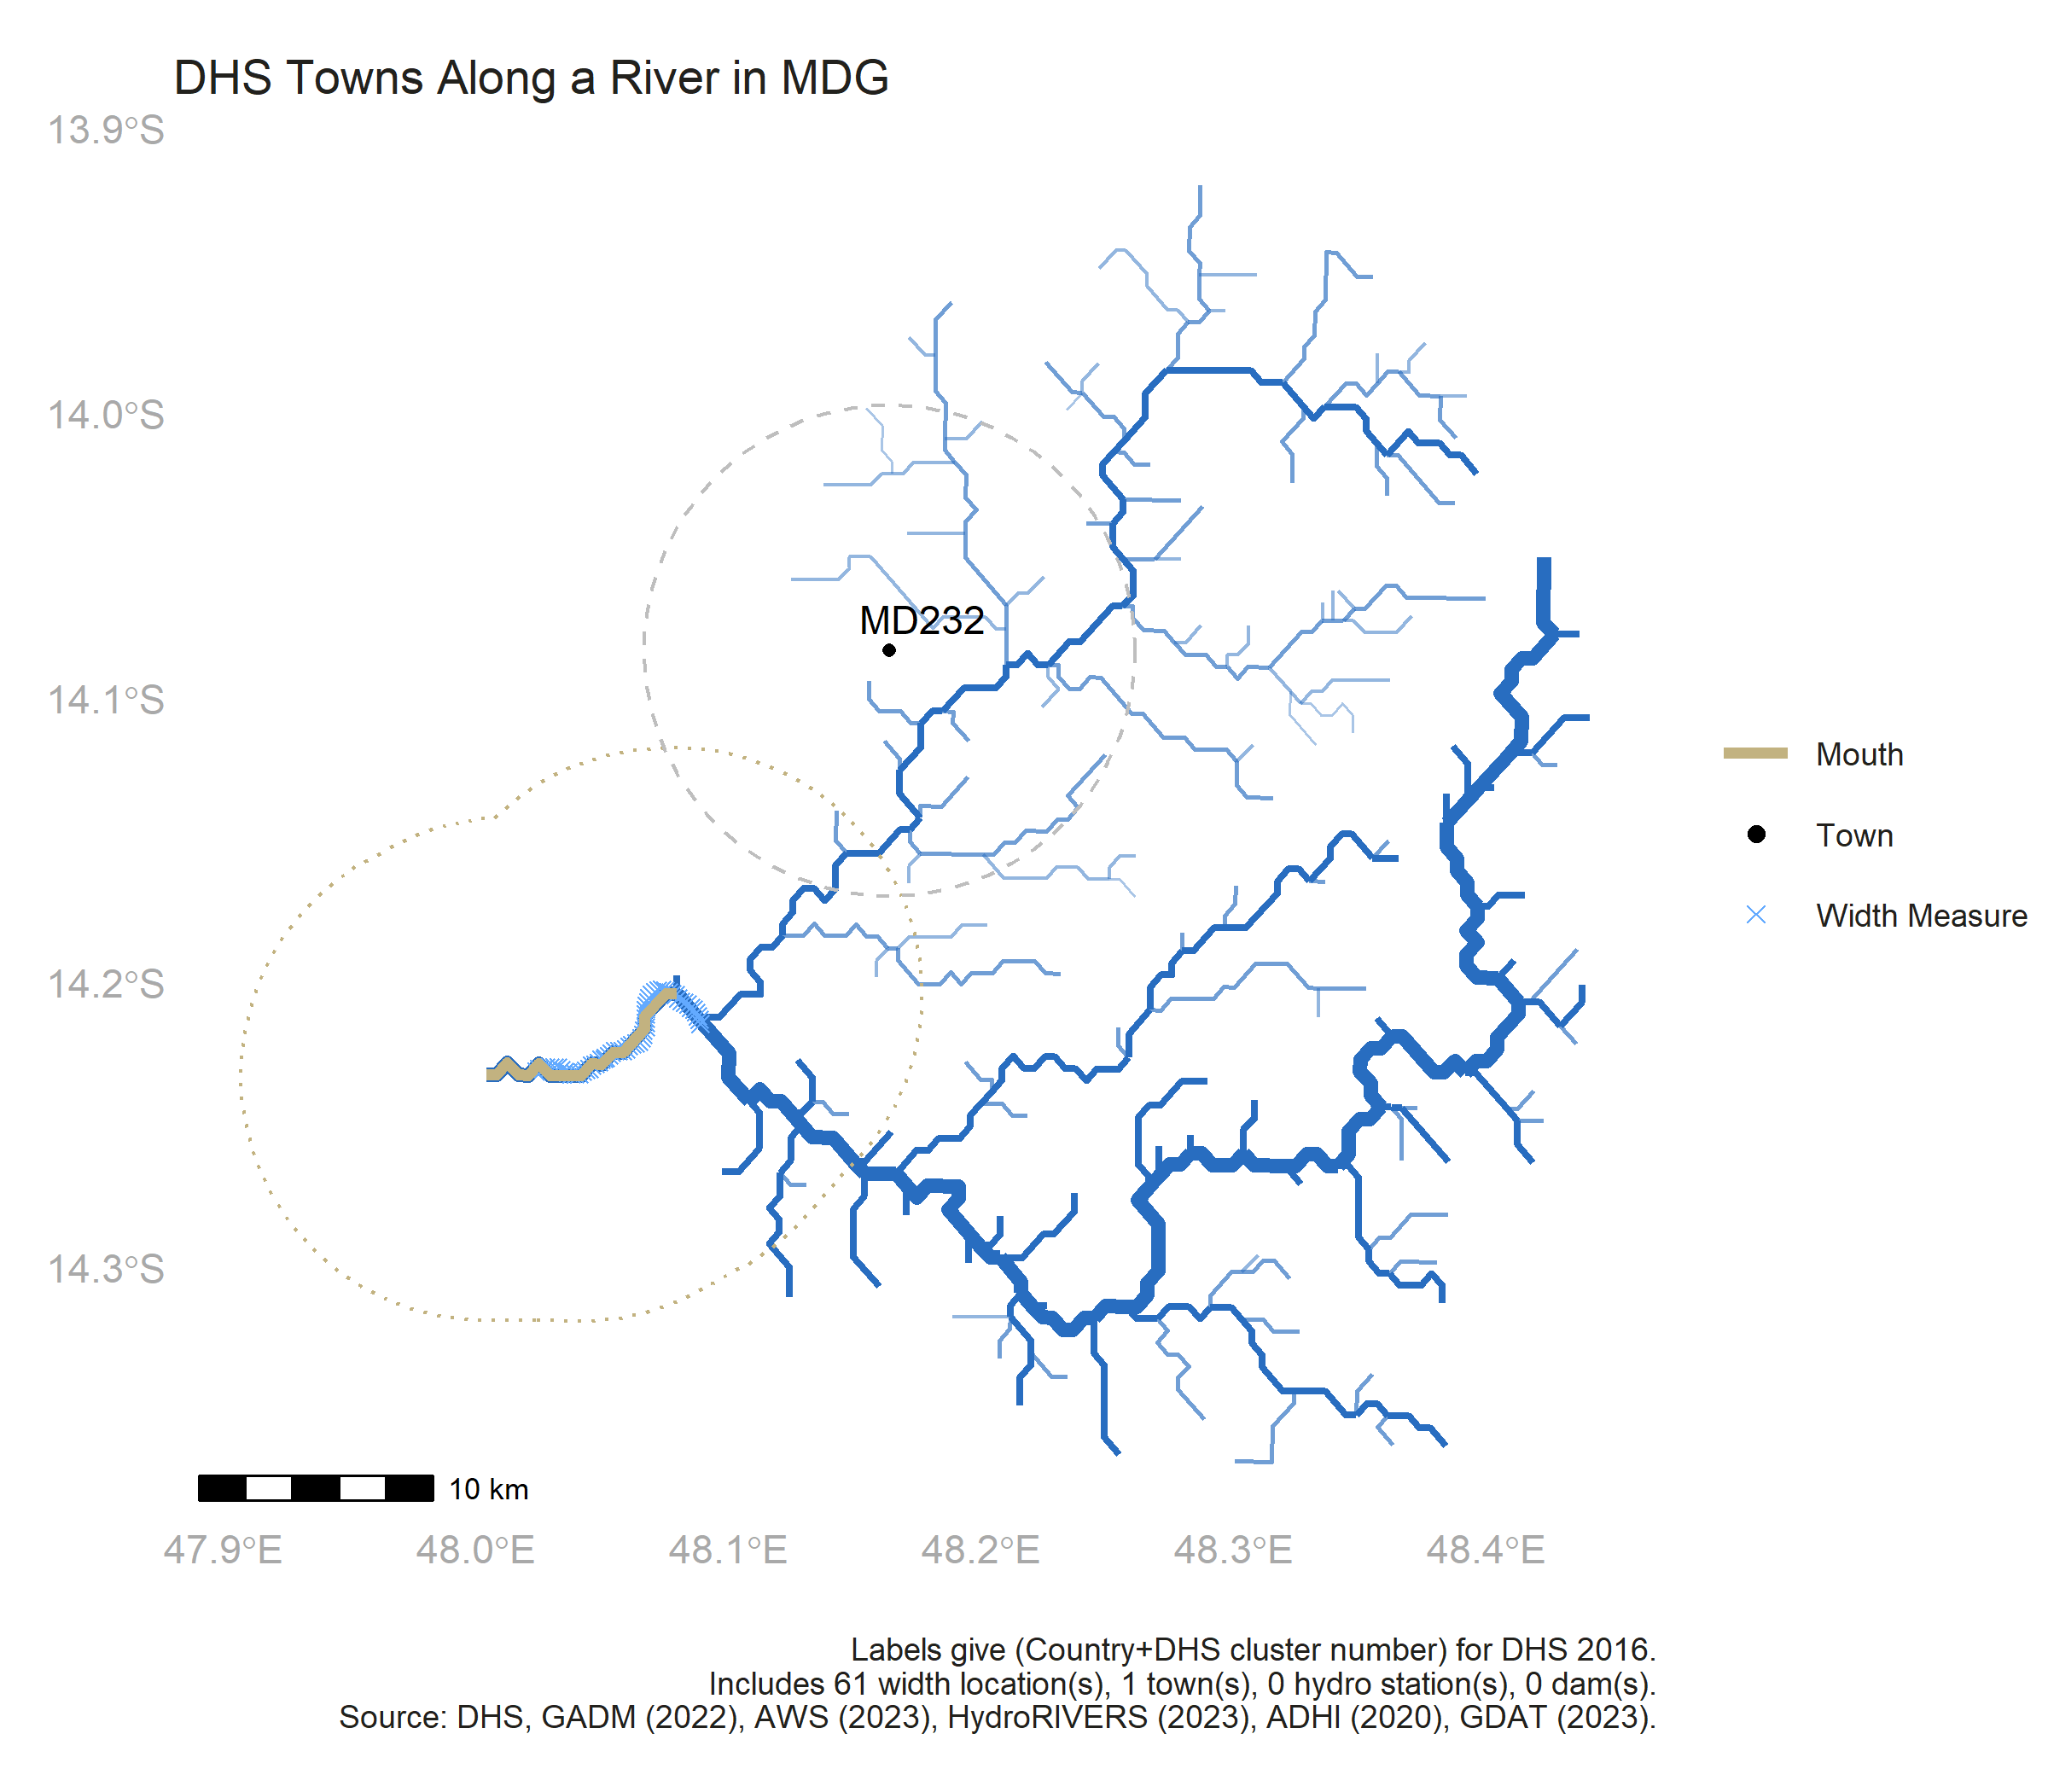 DHS Towns Along a River in MDG
13.9°S
14.0°S
14.1°S
14.2°S
14.3°S
MD232
Mouth
Town
Width Measure
10 km
47.9°E
48.0°E
48.1°E
48.2°E
48.3°E
48.4°E
Labels give (Country+DHS cluster number) for DHS 2016.
Includes 61 width location(s), 1 town(s), 0 hydro station(s), 0 dam(s).
Source: DHS, GADM (2022), AWS (2023), HydroRIVERS (2023), ADHI (2020), GDAT (2023).